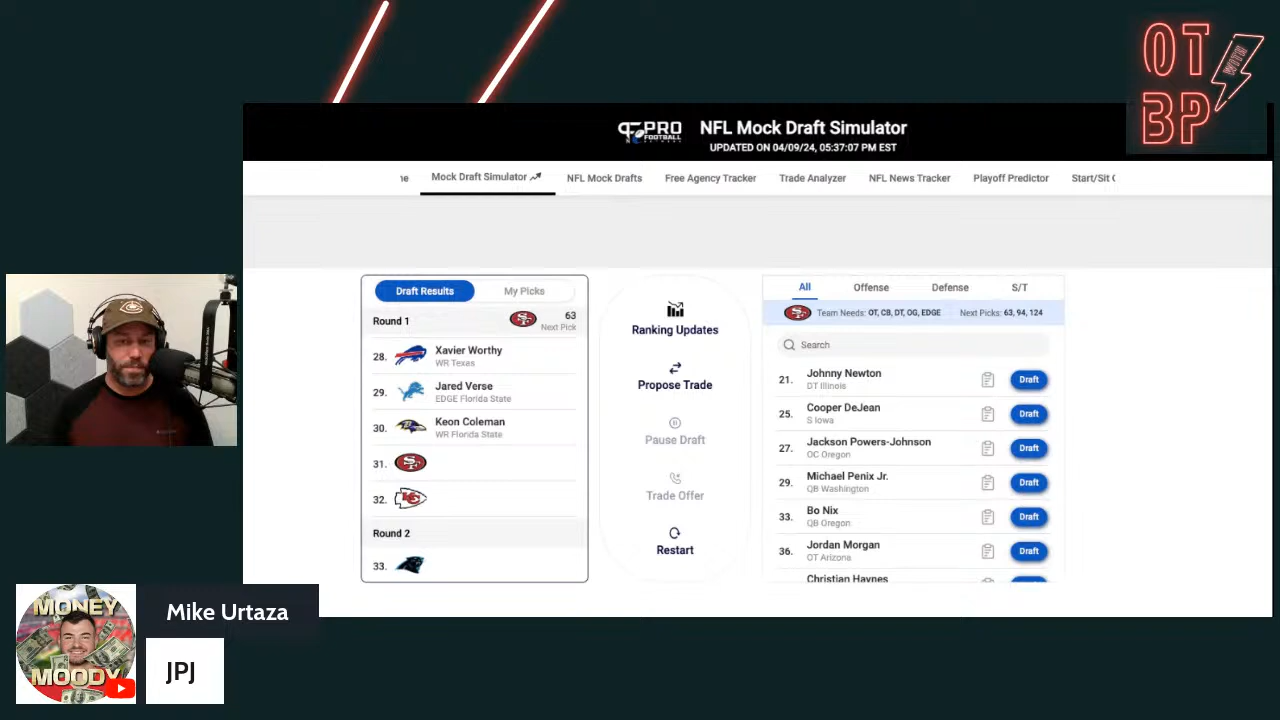 OT
WITH
BP
PRO
FOOTBALL
NETWORK
NFL Mock Draft Simulator
UPDATED ON 04/09/24, 05:37:07 PM EST
ne
Mock Draft Simulator
NFL Mock Drafts
Free Agency Tracker
Trade Analyzer
NFL News Tracker
Playoff Predictor
Start/Sit
Draft Results
My Picks
Round 1
63
Next Pick
28. Xavier Worthy
WR Texas
29. Jared Verse
EDGE Florida State
30. Keon Coleman
WR Florida State
31.
32.
Round 2
33.
Ranking Updates
Propose Trade
Pause Draft
Trade Offer
Restart
All
Offense
Defense
S/T
Team Needs: OT, CB, DT, OG, EDGE Next Picks: 63, 94, 124
Search
21. Johnny Newton Draft
DT Illinois
25. Cooper DeJean Draft
S Iowa
27. Jackson Powers-Johnson Draft
OC Oregon
29. Michael Penix Jr. Draft
QB Washington
33. Bo Nix Draft
QB Oregon
36. Jordan Morgan Draft
OT Arizona
Christian Haynes
MONEY
MOODY
Mike Urtaza
JPJ